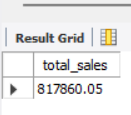 Result Grid
total_sales
817860.05